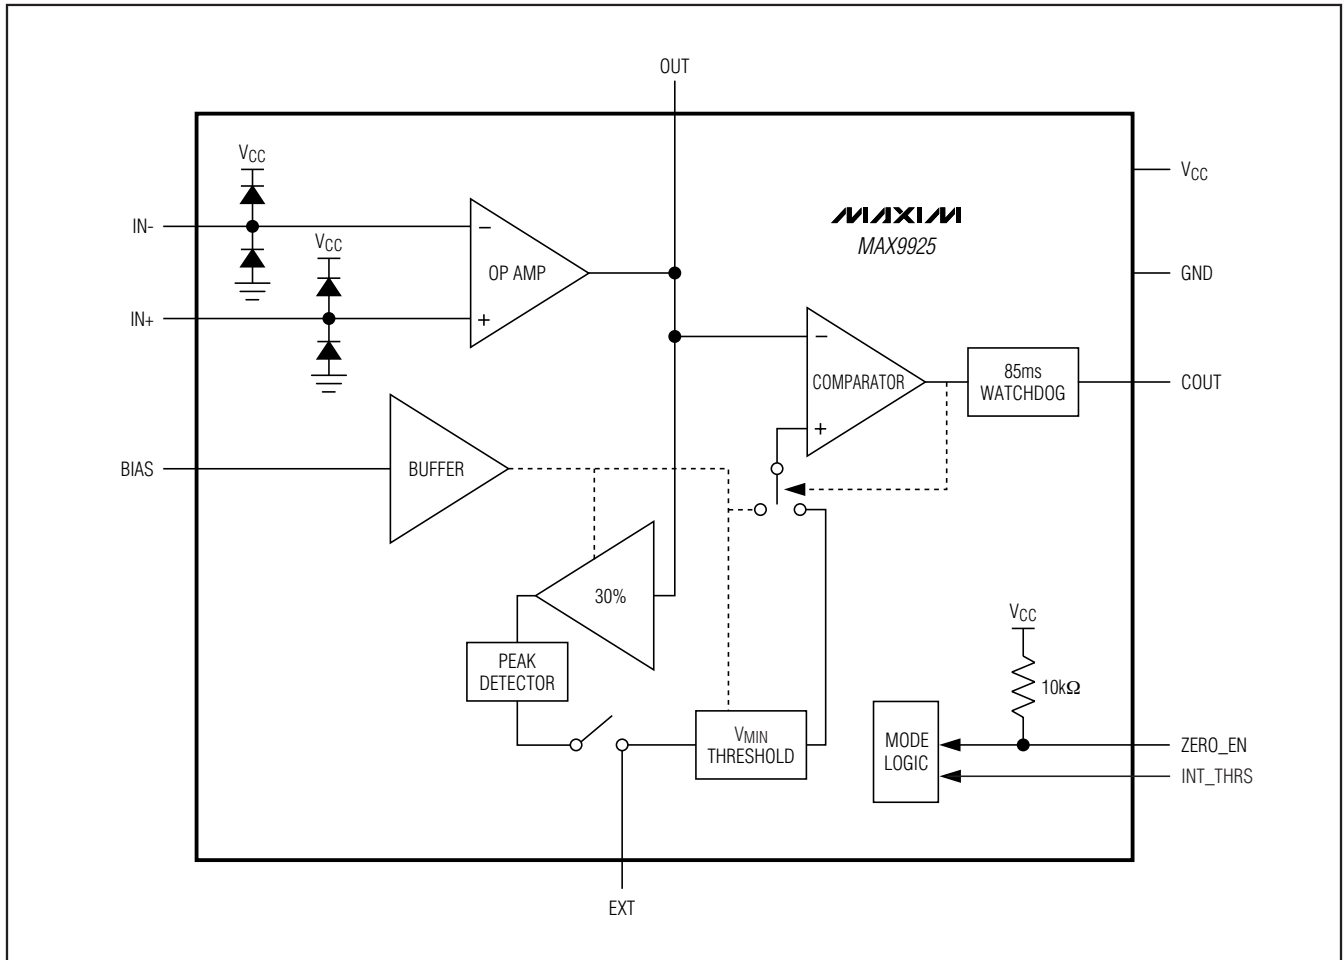 OUT
VCC
VCC
IN-
VCC
−
OP AMP
+
IN+
MAXIM
MAX9925
GND
−
COMPARATOR
+
85ms
WATCHDOG
COUT
BIAS
BUFFER
30%
PEAK
DETECTOR
VMIN
THRESHOLD
VCC
10kΩ
MODE
LOGIC
ZERO_EN
INT_THRS
EXT